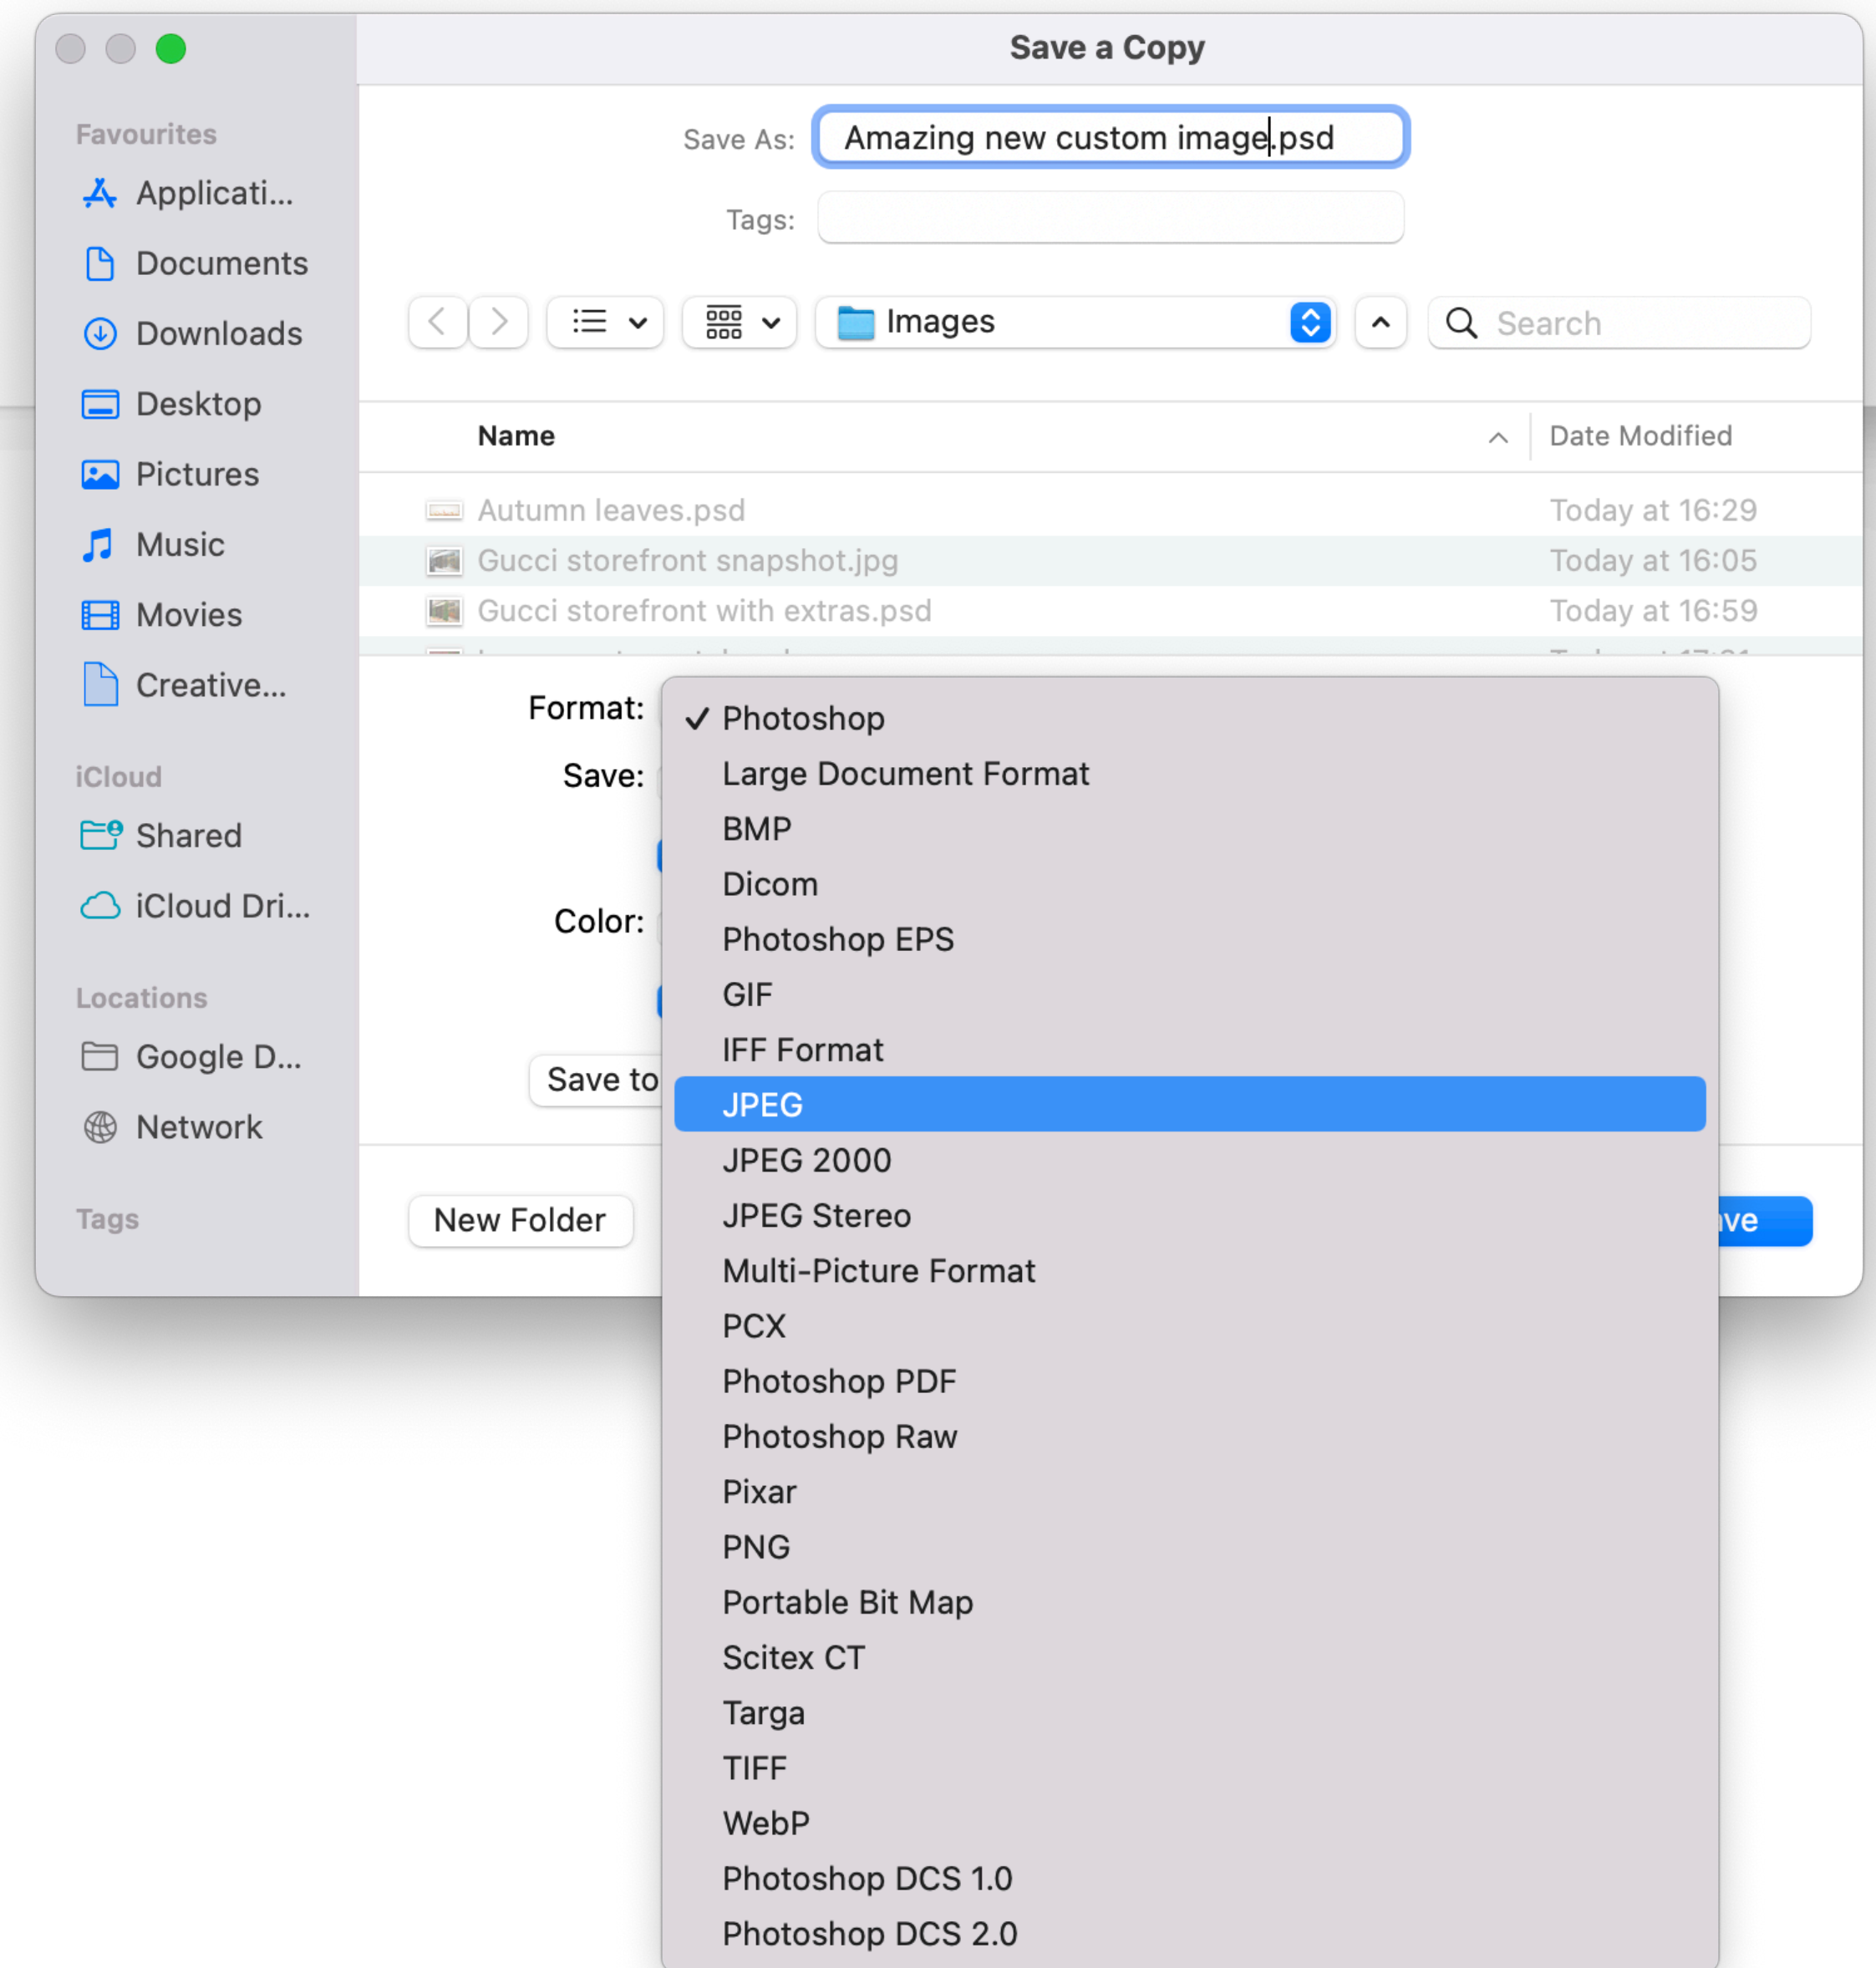 Save a Copy
Favourites
Applicati...
Documents
Downloads
Desktop
Pictures
Music
Movies
Creative...
iCloud
Shared
iCloud Dri...
Locations
Google D...
Network
Tags
Save As: Amazing new custom image.psd
Tags:
Images
Search
Name Date Modified
Autumn leaves.psd Today at 16:29
Gucci storefront snapshot.jpg Today at 16:05
Gucci storefront with extras.psd Today at 16:59
Format:
Save:
Color:
Save to
New Folder
✓ Photoshop
Large Document Format
BMP
Dicom
Photoshop EPS
GIF
IFF Format
JPEG
JPEG 2000
JPEG Stereo
Multi-Picture Format
PCX
Photoshop PDF
Photoshop Raw
Pixar
PNG
Portable Bit Map
Scitex CT
Targa
TIFF
WebP
Photoshop DCS 1.0
Photoshop DCS 2.0